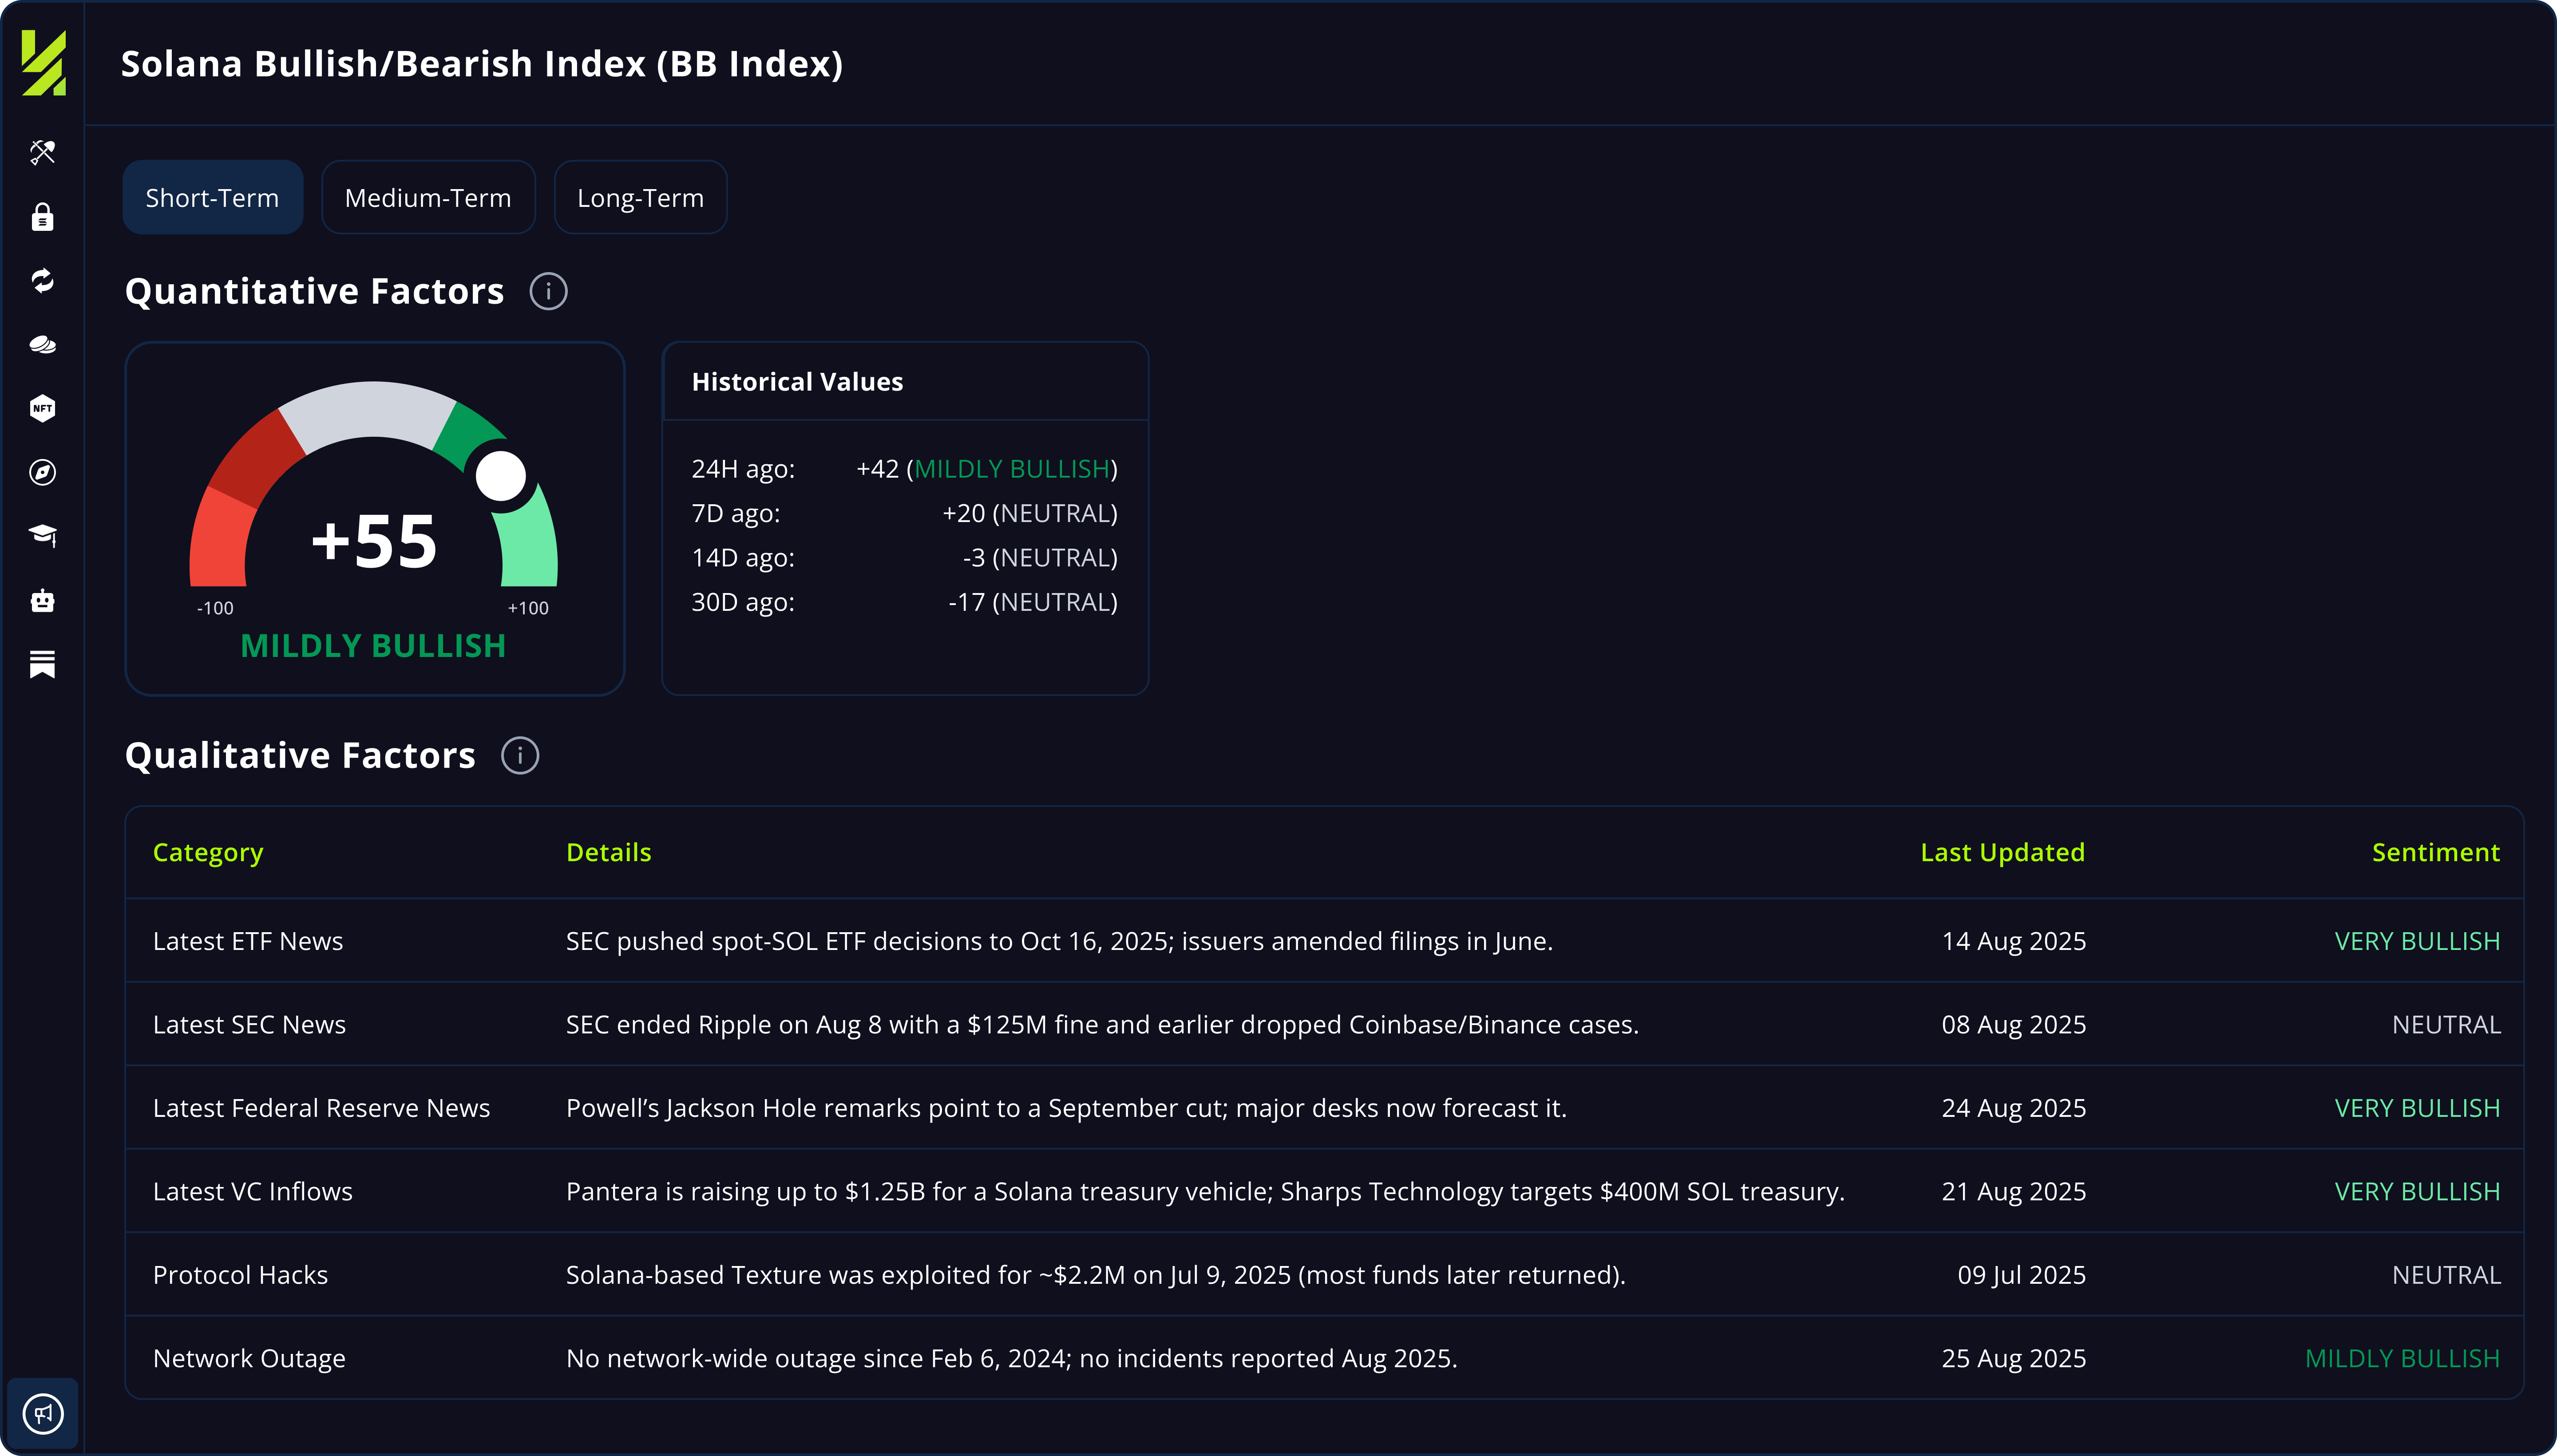 Solana Bullish/Bearish Index (BB Index)
Short-Term Medium-Term Long-Term
Quantitative Factors i
+55
-100 +100
MILDLY BULLISH
Historical Values
24H ago: +42 (MILDLY BULLISH)
7D ago: +20 (NEUTRAL)
14D ago: -3 (NEUTRAL)
30D ago: -17 (NEUTRAL)
NFT
Qualitative Factors i
Category Details Last Updated Sentiment
Latest ETF News SEC pushed spot-SOL ETF decisions to Oct 16, 2025; issuers amended filings in June. 14 Aug 2025 VERY BULLISH
Latest SEC News SEC ended Ripple on Aug 8 with a $125M fine and earlier dropped Coinbase/Binance cases. 08 Aug 2025 NEUTRAL
Latest Federal Reserve News Powell’s Jackson Hole remarks point to a September cut; major desks now forecast it. 24 Aug 2025 VERY BULLISH
Latest VC Inflows Pantera is raising up to $1.25B for a Solana treasury vehicle; Sharps Technology targets $400M SOL treasury. 21 Aug 2025 VERY BULLISH
Protocol Hacks Solana-based Texture was exploited for ~$2.2M on Jul 9, 2025 (most funds later returned). 09 Jul 2025 NEUTRAL
Network Outage No network-wide outage since Feb 6, 2024; no incidents reported Aug 2025. 25 Aug 2025 MILDLY BULLISH